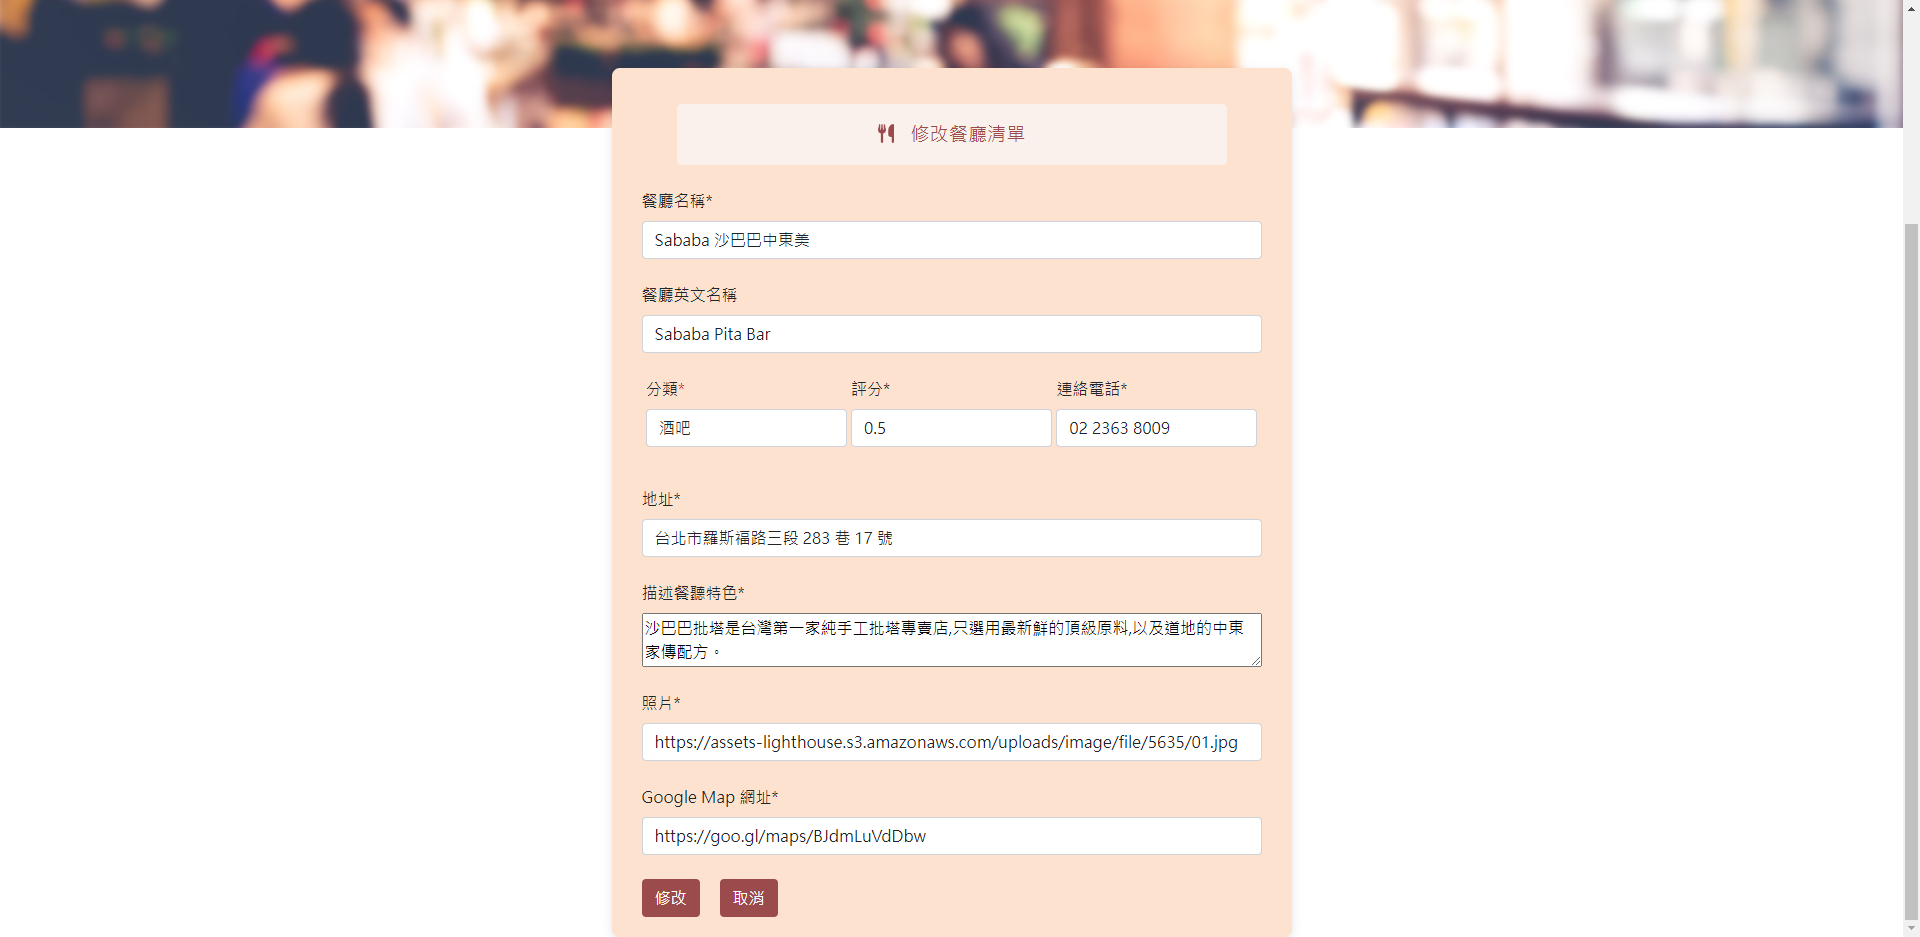 修改餐廳清單
餐廳名稱*
Sababa 沙巴巴中東美
餐廳英文名稱
Sababa Pita Bar
分類* 評分* 連絡電話*
酒吧 0.5 02 2363 8009
地址*
台北市羅斯福路三段 283 巷 17 號
描述餐聽特色*
沙巴巴批塔是台灣第一家純手工批塔專賣店,只選用最新鮮的頂級原料,以及道地的中東
家傳配方。
照片*
https://assets-lighthouse.s3.amazonaws.com/uploads/image/file/5635/01.jpg
Google Map 網址*
https://goo.gl/maps/BJdmLuVdDbw
修改 取消